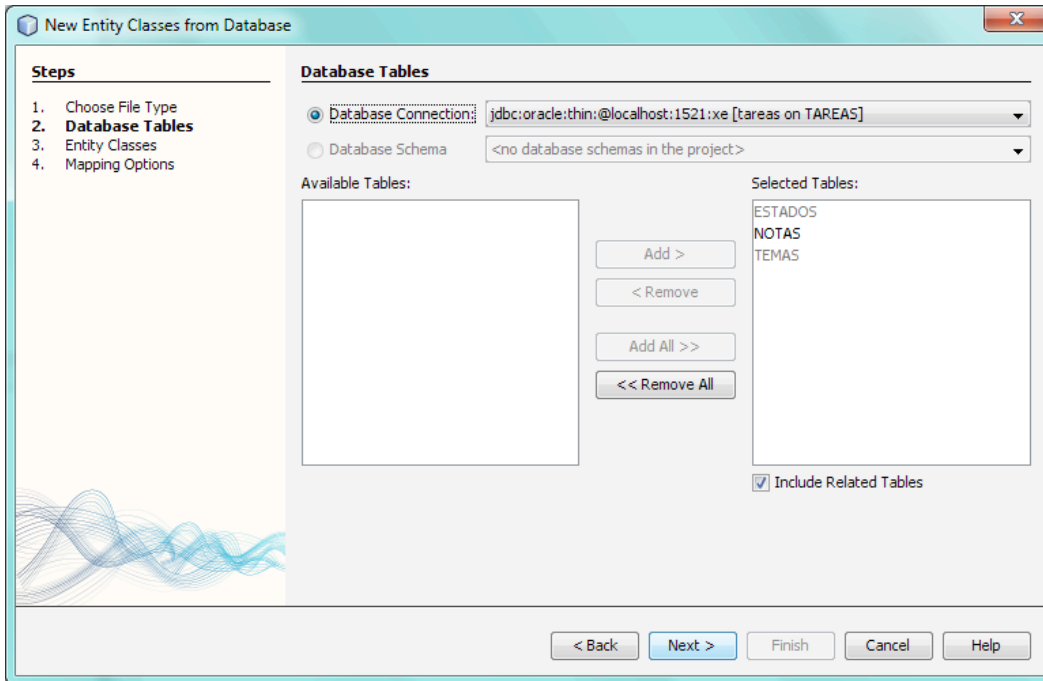 New Entity Classes from Database
Steps
1. Choose File Type
2. Database Tables
3. Entity Classes
4. Mapping Options
Database Tables
Database Connection: jdbc:oracle:thin:@localhost:1521:xe [tareas on TAREAS]
Database Schema <no database schemas in the project>
Available Tables:
Selected Tables:
ESTADOS
NOTAS
TEMAS
Add >
< Remove
Add All >>
<< Remove All
Include Related Tables
< Back Next > Finish Cancel Help